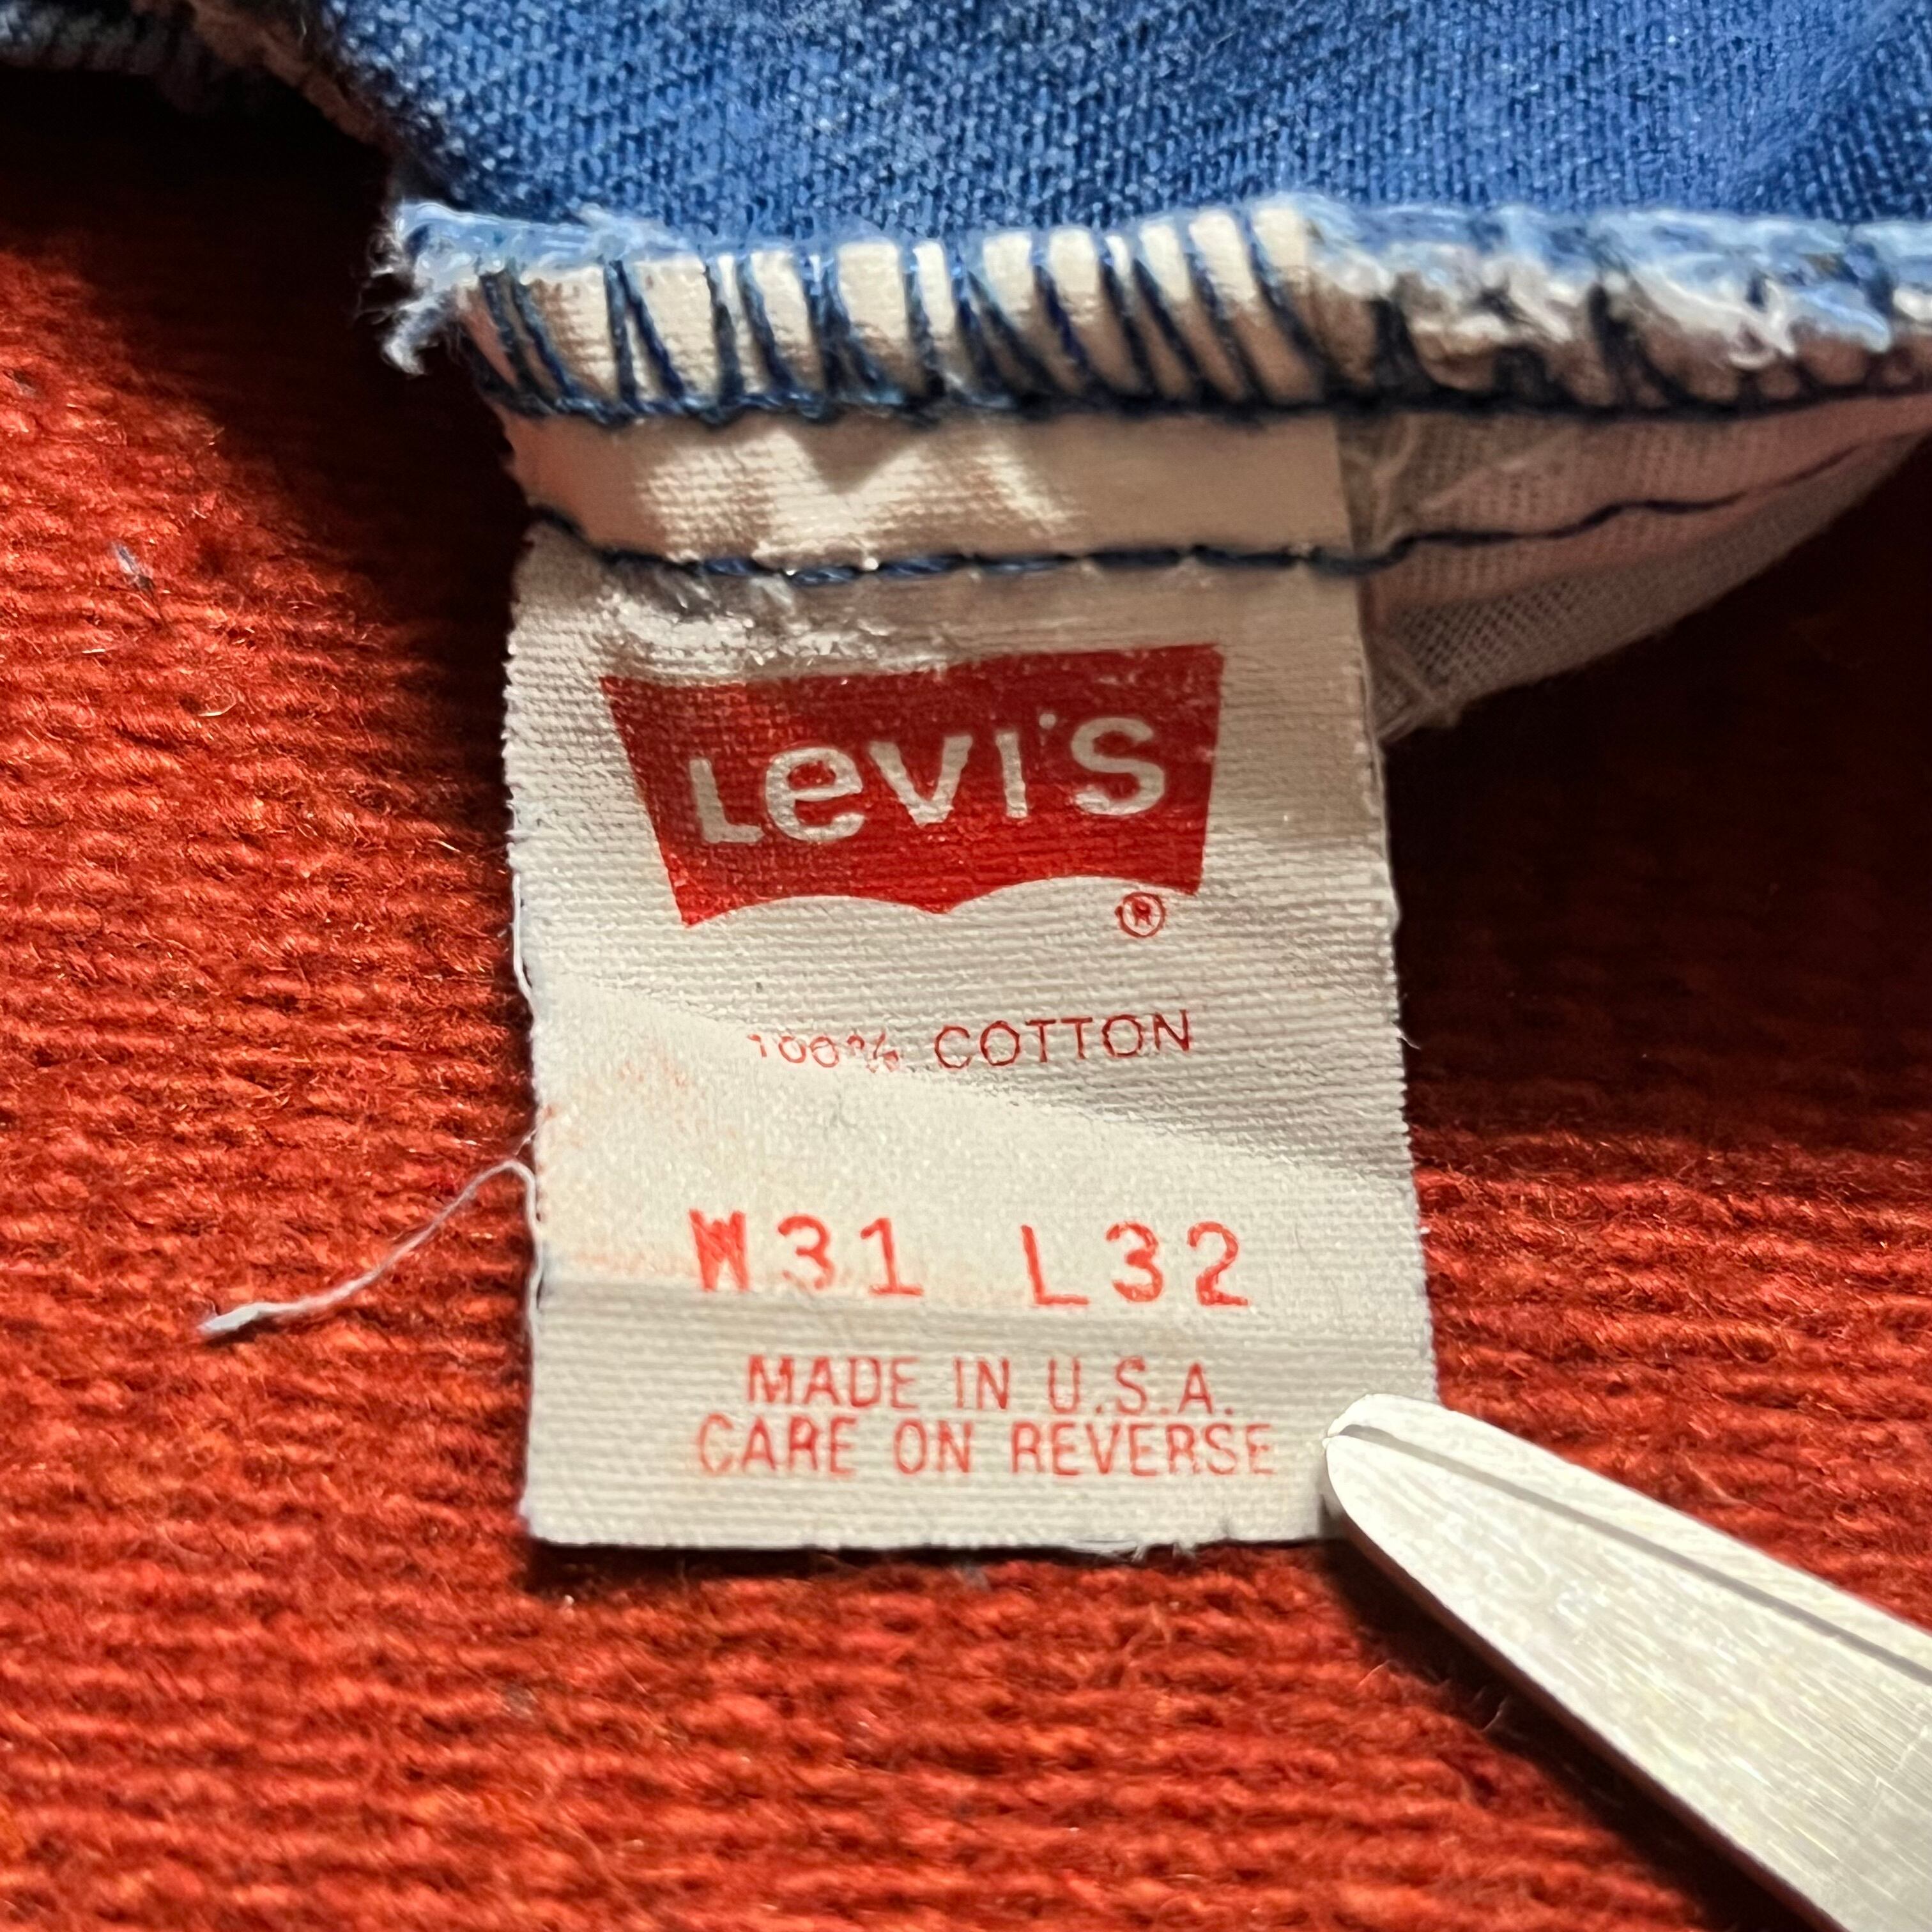 Levi's
®
100% COTTON
W31 L32
MADE IN U.S.A.
CARE ON REVERSE